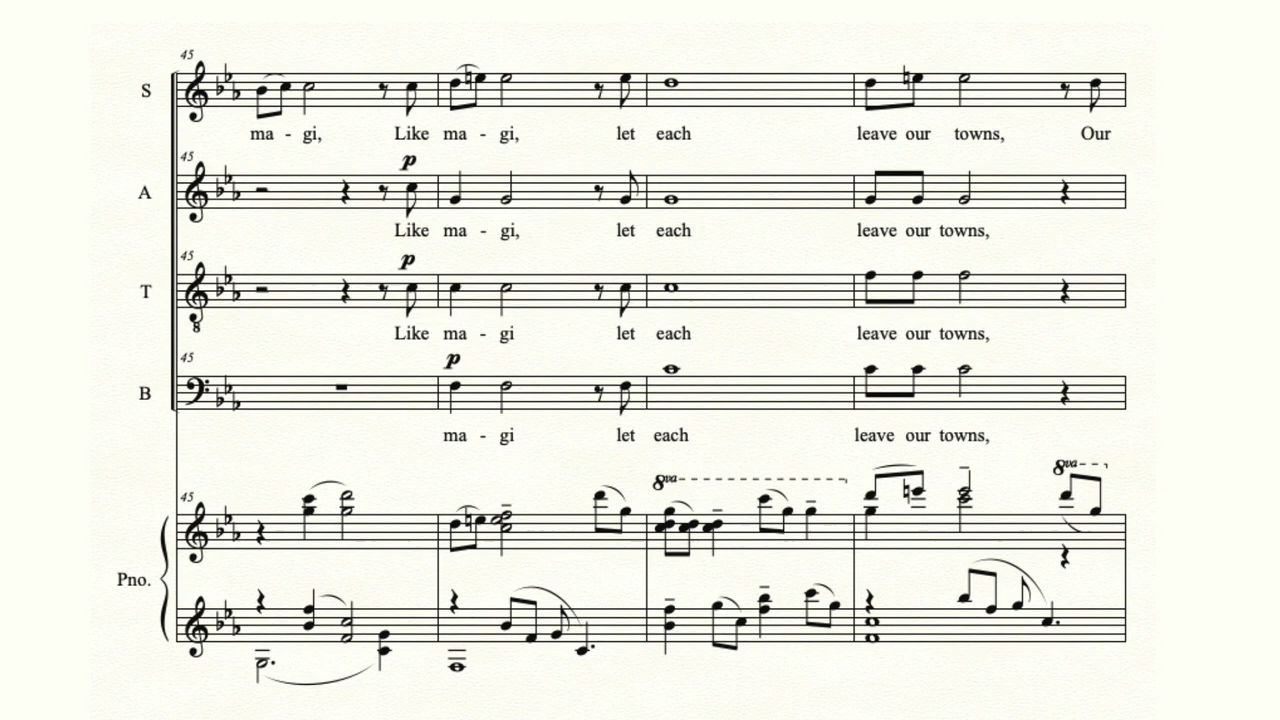 45
S
ma - gi, Like ma - gi, let each leave our towns, Our
45
p
A
Like ma - gi, let each leave our towns,
45
p
T
8
Like ma - gi let each leave our towns,
45
p
B
ma - gi let each leave our towns,
8va 8va
45
Pno.